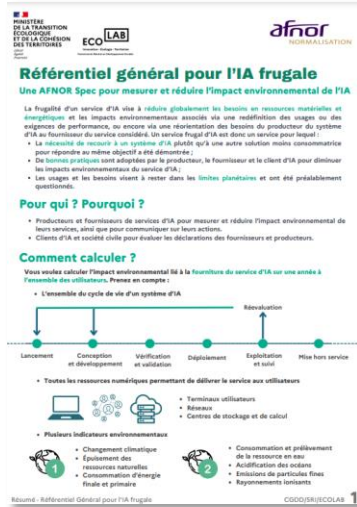 MINISTÈRE
DE LA TRANSITION
ÉCOLOGIQUE
ET DE LA COHÉSION
DES TERRITOIRES
ECO LAB
afnor
NORMALISATION
Référentiel général pour l'IA frugale
Une AFNOR Spec pour mesurer et réduire l'impact environnemental de l'IA
La frugalité d'un service d'IA vise à réduire globalement les besoins en ressources matérielles et
énergétiques et les impacts environnementaux associés via une redéfinition des usages ou des
exigences de performance, ou encore via une réorientation des besoins du producteur du système
d'IA au fournisseur du service considéré. Un service frugal d'IA est donc un service pour lequel :
• La nécessité de recourir à un système d'IA plutôt qu'à une autre solution moins consommatrice
pour répondre au même objectif a été démontrée ;
• De bonnes pratiques sont adoptées par le producteur, le fournisseur et le client d'IA pour diminuer
les impacts environnementaux du service d'IA ;
• Les usages et les besoins visent à rester dans les limites planétaires et ont été préalablement
questionnés.
Pour qui ? Pourquoi ?
• Producteurs et fournisseurs de services d'IA pour mesurer et réduire l'impact environnemental de
leurs services, ainsi que pour communiquer sur leurs actions.
• Clients d'IA et société civile pour évaluer les déclarations des fournisseurs et producteurs.
Comment calculer ?
Vous voulez calculer l'impact environnemental lié à la fourniture du service d'IA sur une année à
l'ensemble des utilisateurs. Prenez en compte :
• L'ensemble du cycle de vie d'un système d'IA
Réévaluation
Lancement
Conception
et développement
Vérification
et validation
Déploiement
Exploitation
et suivi
Mise hors service
• Toutes les ressources numériques permettant de délivrer le service aux utilisateurs
• Terminaux utilisateurs
• Réseaux
• Centres de stockage et de calcul
• Plusieurs indicateurs environnementaux
1
• Changement climatique
• Épuisement des
ressources naturelles
• Consommation d'énergie
finale et primaire
2
• Consommation et prélèvement
de la ressource en eau
• Acidification des océans
• Emissions de particules fines
• Rayonnements ionisants
Résumé - Référentiel Général pour l'IA frugale
CGDD/SRI/ECOLAB 1